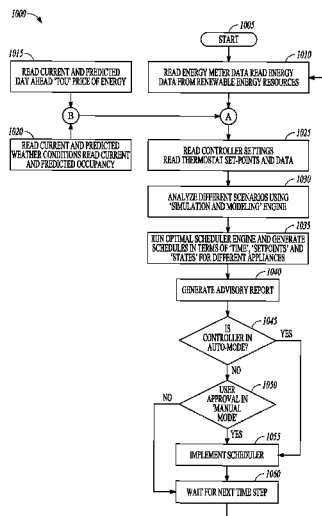 1000
1005
START
1015
READ CURRENT AND PREDICTED
DAY AHEAD 'TOU' PRICE OF ENERGY
1010
READ ENERGY METER DATA READ ENERGY
DATA FROM RENEWABLE ENERGY RESOURCES
B
A
1020
READ CURRENT AND PREDICTED
WEATHER CONDITIONS READ CURRENT
AND PREDICTED OCCUPANCY
1025
READ CONTROLLER SETTINGS
READ THERMOSTAT SET-POINTS AND DATA
1030
ANALYZE DIFFERENT SCENARIOS USING
'SIMULATION AND MODELING' ENGINE
1035
RUN OPTIMAL SCHEDULER ENGINE AND GENERATE
SCHEDULES IN TERMS OF 'TIME', 'SETPOINTS' AND
'STATES' FOR DIFFERENT APPLIANCES
1040
GENERATE ADVISORY REPORT
1045
IS
CONTROLLER IN
AUTO-MODE?
YES
NO
1050
USER
APPROVAL IN
'MANUAL
MODE'
NO
YES
1055
IMPLEMENT SCHEDULER
1060
WAIT FOR NEXT TIME STEP